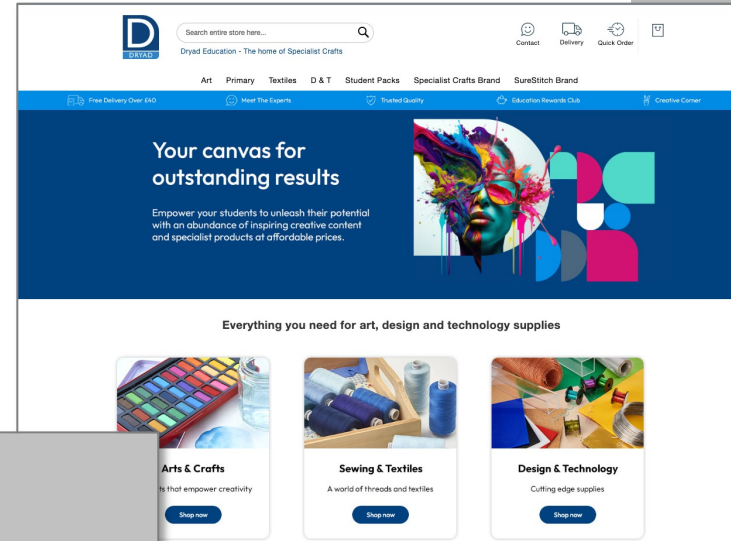 DRYAD
Search entire store here...
Dryad Education - The home of Specialist Crafts
Contact
Delivery
Quick Order
Art
Primary
Textiles
D & T
Student Packs
Specialist Crafts Brand
SureStitch Brand
Free Delivery Over £40
Meet The Experts
Trusted Quality
Education Rewards Club
Creative Corner
Your canvas for
outstanding results
Empower your students to unleash their potential
with an abundance of inspiring creative content
and specialist products at affordable prices.
Everything you need for art, design and technology supplies
Arts & Crafts
that empower creativity
Shop now
Sewing & Textiles
A world of threads and textiles
Shop now
Design & Technology
Cutting edge supplies
Shop now